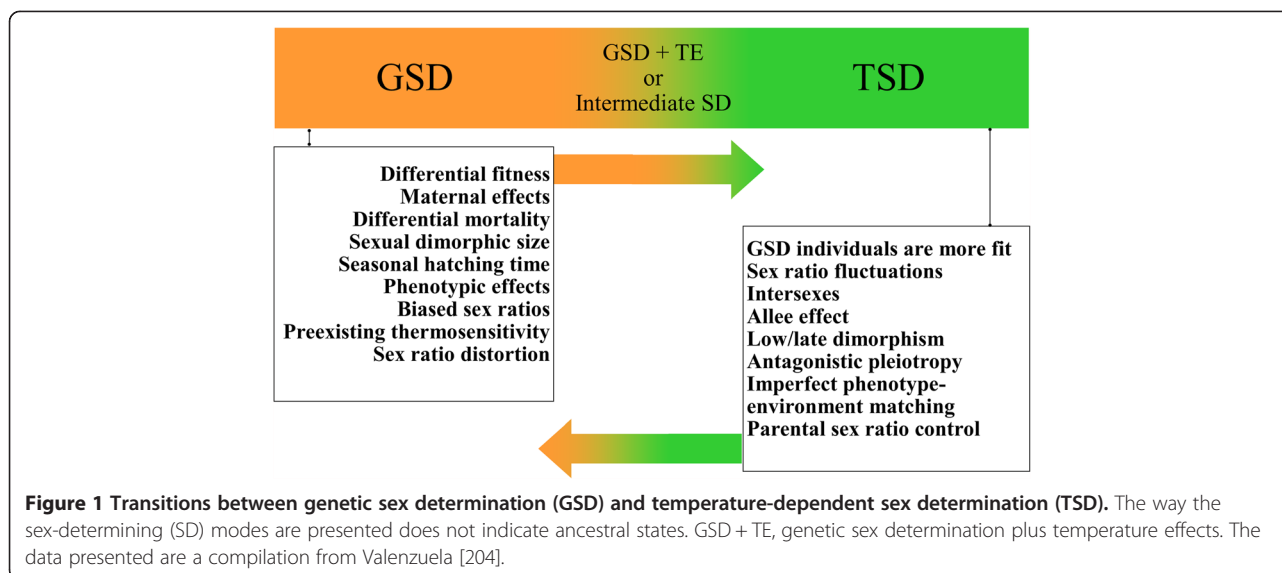 GSD
GSD + TE
or
Intermediate SD
TSD
Differential fitness
Maternal effects
Differential mortality
Sexual dimorphic size
Seasonal hatching time
Phenotypic effects
Biased sex ratios
Preexisting thermosensitivity
Sex ratio distortion
GSD individuals are more fit
Sex ratio fluctuations
Intersexes
Allee effect
Low/late dimorphism
Antagonistic pleiotropy
Imperfect phenotype-
environment matching
Parental sex ratio control
Figure 1 Transitions between genetic sex determination (GSD) and temperature-dependent sex determination (TSD). The way the
sex-determining (SD) modes are presented does not indicate ancestral states. GSD + TE, genetic sex determination plus temperature effects. The
data presented are a compilation from Valenzuela [204].